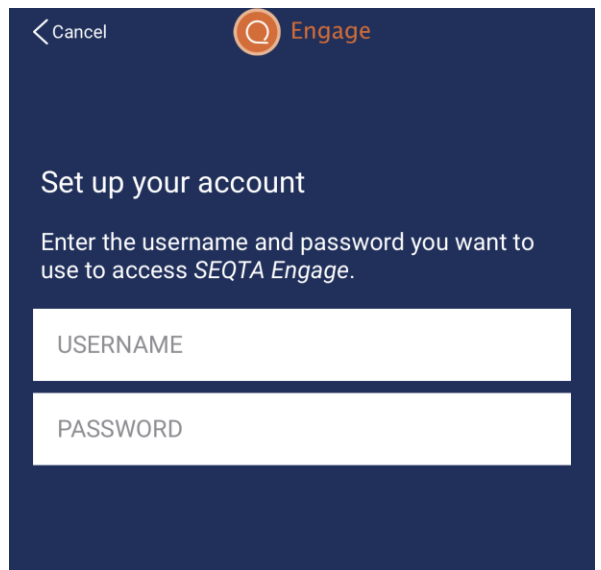 Cancel
Engage
Set up your account
Enter the username and password you want to
use to access SEQTA Engage.
USERNAME
PASSWORD